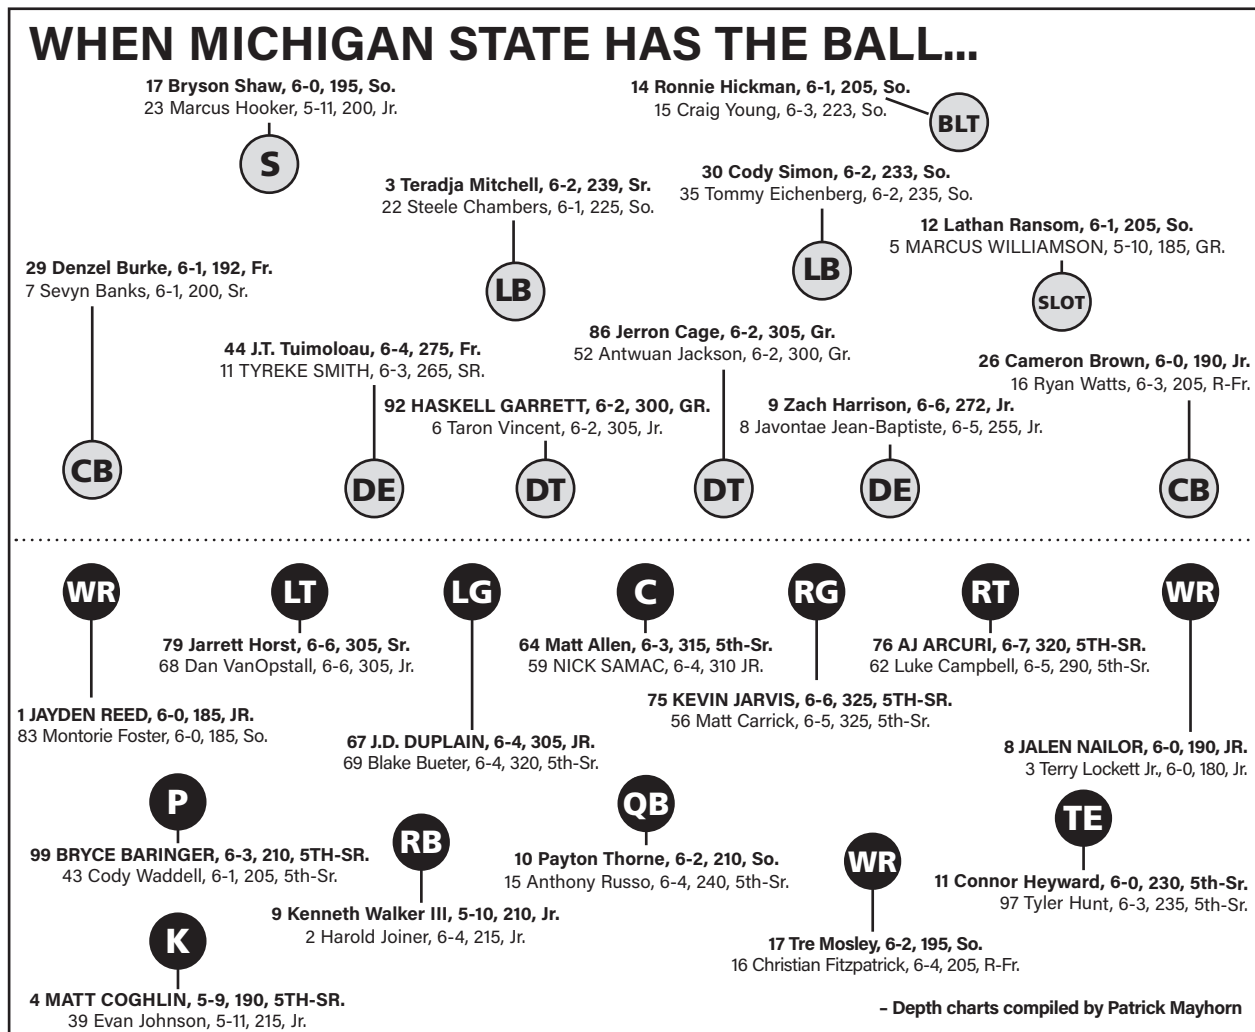 WHEN MICHIGAN STATE HAS THE BALL...
17 Bryson Shaw, 6-0, 195, So.
23 Marcus Hooker, 5-11, 200, Jr.
S
14 Ronnie Hickman, 6-1, 205, So.
15 Craig Young, 6-3, 223, So.
BLT
3 Teradja Mitchell, 6-2, 239, Sr.
22 Steele Chambers, 6-1, 225, So.
LB
30 Cody Simon, 6-2, 233, So.
35 Tommy Eichenberg, 6-2, 235, So.
LB
12 Lathan Ransom, 6-1, 205, So.
5 MARCUS WILLIAMSON, 5-10, 185, GR.
SLOT
29 Denzel Burke, 6-1, 192, Fr.
7 Sevyn Banks, 6-1, 200, Sr.
CB
44 J.T. Tuimoloau, 6-4, 275, Fr.
11 TYREKE SMITH, 6-3, 265, SR.
DE
92 HASKELL GARRETT, 6-2, 300, GR.
6 Taron Vincent, 6-2, 305, Jr.
DT
86 Jerron Cage, 6-2, 305, Gr.
52 Antwuan Jackson, 6-2, 300, Gr.
DT
9 Zach Harrison, 6-6, 272, Jr.
8 Javontae Jean-Baptiste, 6-5, 255, Jr.
DE
26 Cameron Brown, 6-0, 190, Jr.
16 Ryan Watts, 6-3, 205, R-Fr.
CB
WR
1 JAYDEN REED, 6-0, 185, JR.
83 Montorie Foster, 6-0, 185, So.
LT
79 Jarrett Horst, 6-6, 305, Sr.
68 Dan VanOpstall, 6-6, 305, Jr.
LG
67 J.D. DUPLAIN, 6-4, 305, JR.
69 Blake Bueter, 6-4, 320, 5th-Sr.
C
64 Matt Allen, 6-3, 315, 5th-Sr.
59 NICK SAMAC, 6-4, 310 JR.
RG
75 KEVIN JARVIS, 6-6, 325, 5TH-SR.
56 Matt Carrick, 6-5, 325, 5th-Sr.
RT
76 AJ ARCURI, 6-7, 320, 5TH-SR.
62 Luke Campbell, 6-5, 290, 5th-Sr.
WR
8 JALEN NAILOR, 6-0, 190, JR.
3 Terry Lockett Jr., 6-0, 180, Jr.
P
99 BRYCE BARINGER, 6-3, 210, 5TH-SR.
43 Cody Waddell, 6-1, 205, 5th-Sr.
RB
9 Kenneth Walker III, 5-10, 210, Jr.
2 Harold Joiner, 6-4, 215, Jr.
QB
10 Payton Thorne, 6-2, 210, So.
15 Anthony Russo, 6-4, 240, 5th-Sr.
WR
17 Tre Mosley, 6-2, 195, So.
16 Christian Fitzpatrick, 6-4, 205, R-Fr.
TE
11 Connor Heyward, 6-0, 230, 5th-Sr.
97 Tyler Hunt, 6-3, 235, 5th-Sr.
K
4 MATT COGHLIN, 5-9, 190, 5TH-SR.
39 Evan Johnson, 5-11, 215, Jr.
– Depth charts compiled by Patrick Mayhorn